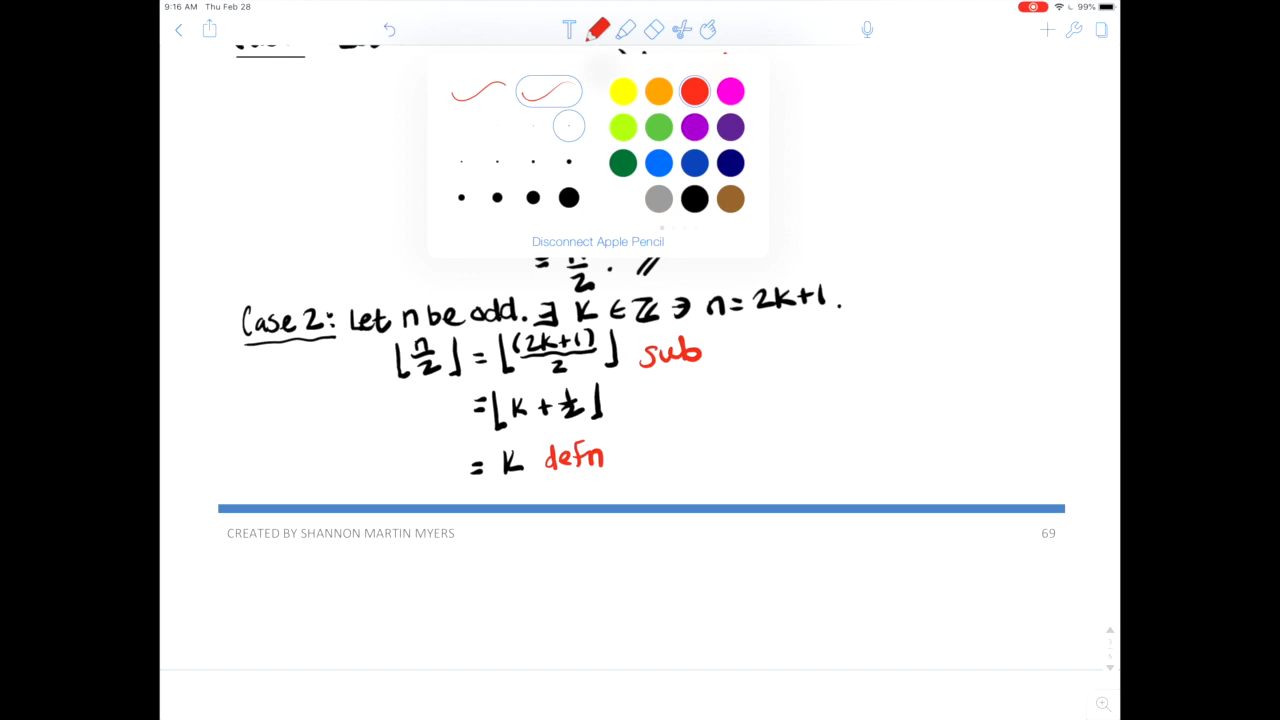 9:16 AM Thu Feb 28
99%
T
Disconnect Apple Pencil
= n/2 . //
Case 2: Let n be odd. ∃ k ∈ ℤ ∋ n = 2k+1.
⌊n/2⌋ = ⌊(2k+1)/2⌋ sub
= ⌊k + 1/2⌋
= k defn
CREATED BY SHANNON MARTIN MYERS 69